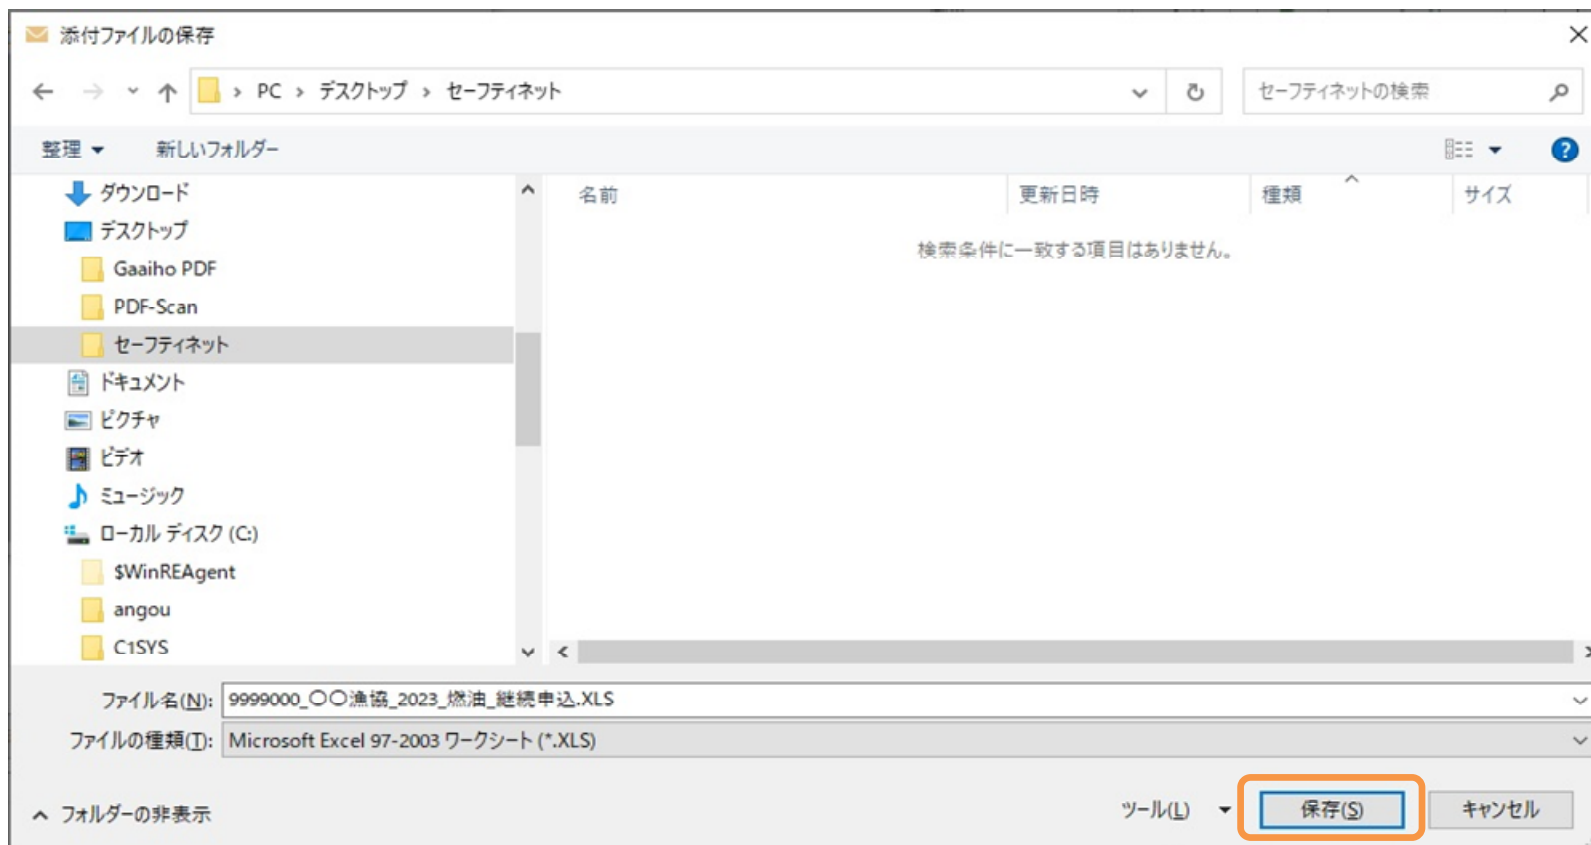 添付ファイルの保存
PC › デスクトップ › セーフティネット
セーフティネットの検索
整理 新しいフォルダー
ダウンロード
デスクトップ
Gaaiho PDF
PDF-Scan
セーフティネット
ドキュメント
ピクチャ
ビデオ
ミュージック
ローカル ディスク (C:)
$WinREAgent
angou
C1SYS
名前 更新日時 種類 サイズ
検索条件に一致する項目はありません。
ファイル名(N): 9999000_〇〇漁協_2023_燃油_継続申込.XLS
ファイルの種類(T): Microsoft Excel 97-2003 ワークシート (*.XLS)
フォルダーの非表示
ツール(L) 保存(S) キャンセル